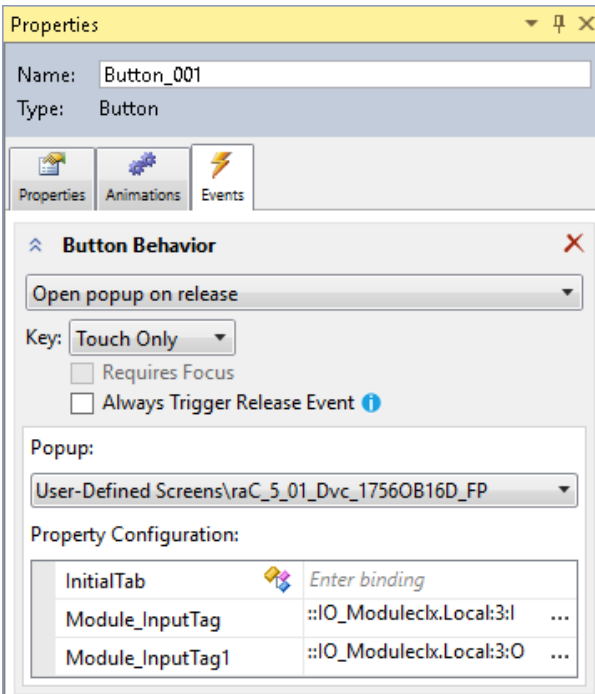 Properties
Name: Button_001
Type: Button
Properties Animations Events
Button Behavior
Open popup on release
Key: Touch Only
Requires Focus
Always Trigger Release Event
Popup:
User-Defined Screens\raC_5_01_Dvc_1756OB16D_FP
Property Configuration:
InitialTab Enter binding
Module_InputTag ::IO_Moduleclx.Local:3:I ...
Module_InputTag1 ::IO_Moduleclx.Local:3:O ...